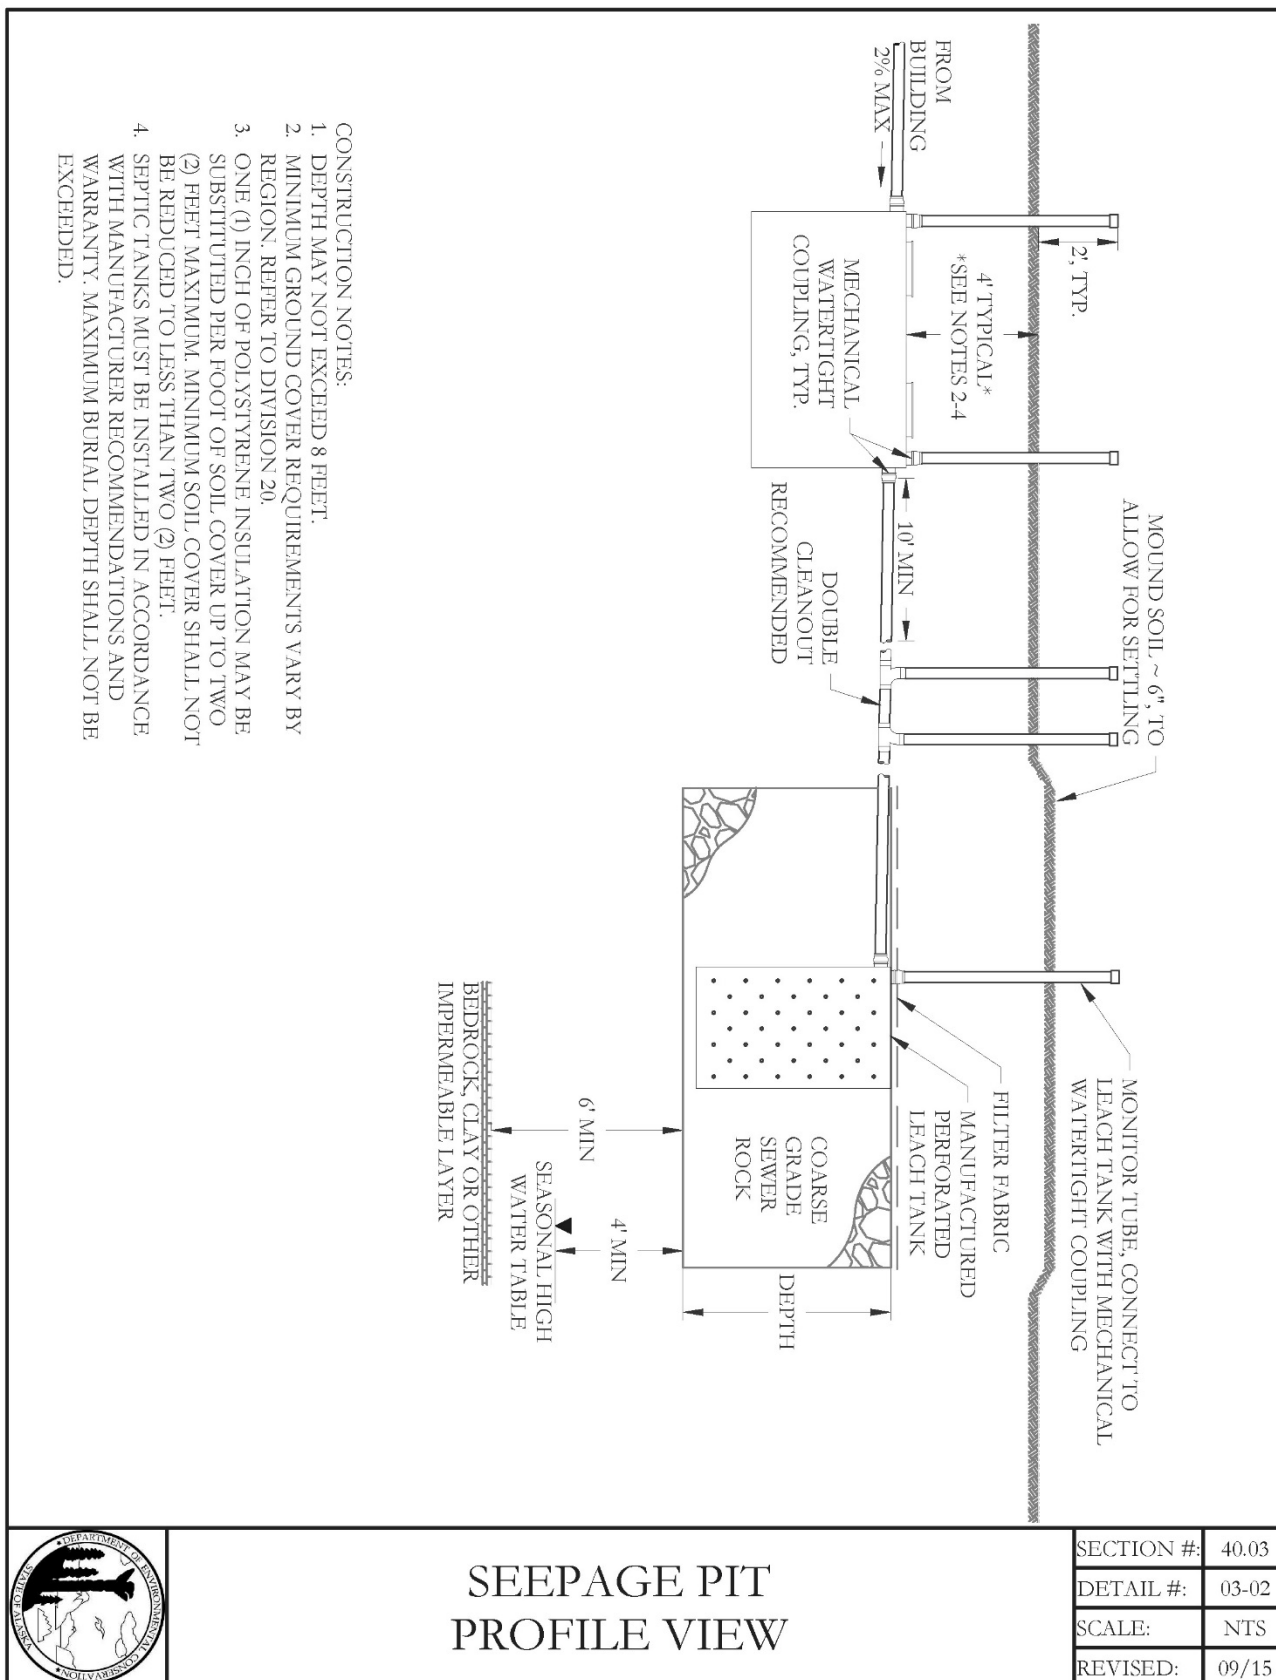 FROM
BUILDING
2% MAX
2', TYP.
4' TYPICAL*
*SEE NOTES 2-4
MECHANICAL
WATERTIGHT
COUPLING, TYP.
MOUND SOIL ~ 6", TO
ALLOW FOR SETTLING
10' MIN
DOUBLE
CLEANOUT
RECOMMENDED
MONITOR TUBE, CONNECT TO
LEACH TANK WITH MECHANICAL
WATERTIGHT COUPLING
FILTER FABRIC
MANUFACTURED
PERFORATED
LEACH TANK
COARSE
GRADE
SEWER
ROCK
DEPTH
6' MIN
4' MIN
SEASONAL HIGH
WATER TABLE
BEDROCK, CLAY OR OTHER
IMPERMEABLE LAYER
CONSTRUCTION NOTES:
1. DEPTH MAY NOT EXCEED 8 FEET.
2. MINIMUM GROUND COVER REQUIREMENTS VARY BY
REGION. REFER TO DIVISION 20.
3. ONE (1) INCH OF POLYSTYRENE INSULATION MAY BE
SUBSTITUTED PER FOOT OF SOIL COVER UP TO TWO
(2) FEET MAXIMUM. MINIMUM SOIL COVER SHALL NOT
BE REDUCED TO LESS THAN TWO (2) FEET.
4. SEPTIC TANKS MUST BE INSTALLED IN ACCORDANCE
WITH MANUFACTURER RECOMMENDATIONS AND
WARRANTY. MAXIMUM BURIAL DEPTH SHALL NOT BE
EXCEEDED.
DEPARTMENT OF ENVIRONMENTAL CONSERVATION
STATE OF ALASKA
SEEPAGE PIT
PROFILE VIEW
SECTION #: 40.03
DETAIL #: 03-02
SCALE: NTS
REVISED: 09/15